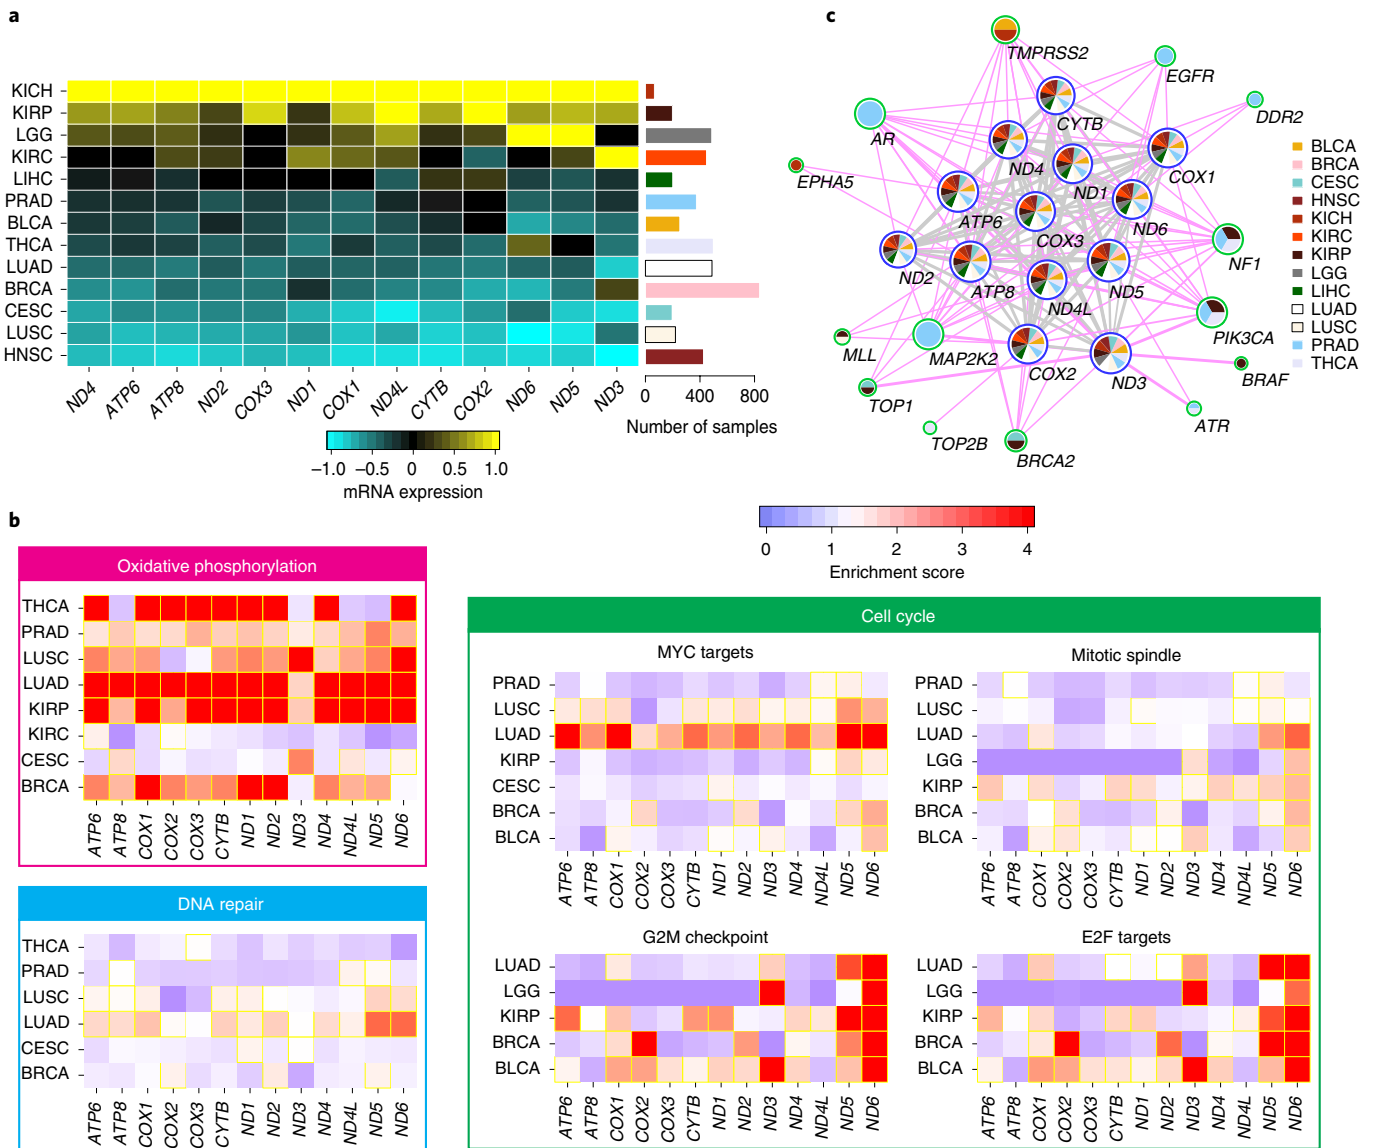 a
KICH
KIRP
LGG
KIRC
LIHC
PRAD
BLCA
THCA
LUAD
BRCA
CESC
LUSC
HNSC
ND4 ATP6 ATP8 ND2 COX3 ND1 COX1 ND4L CYTB COX2 ND6 ND5 ND3
0 400 800
Number of samples
−1.0 −0.5 0 0.5 1.0
mRNA expression
c
TMPRSS2
EGFR
DDR2
AR
CYTB
EPHA5
ND4
ND1
COX1
ATP6
COX3
ND6
ND2
ATP8
ND4L
ND5
NF1
MLL
MAP2K2
COX2
ND3
PIK3CA
BRAF
TOP1
TOP2B
BRCA2
ATR
BLCA
BRCA
CESC
HNSC
KICH
KIRC
KIRP
LGG
LIHC
LUAD
LUSC
PRAD
THCA
b
0 1 2 3 4
Enrichment score
Oxidative phosphorylation
THCA
PRAD
LUSC
LUAD
KIRP
KIRC
CESC
BRCA
ATP6 ATP8 COX1 COX2 COX3 CYTB ND1 ND2 ND3 ND4 ND4L ND5 ND6
DNA repair
THCA
PRAD
LUSC
LUAD
CESC
BRCA
ATP6 ATP8 COX1 COX2 COX3 CYTB ND1 ND2 ND3 ND4 ND4L ND5 ND6
Cell cycle
MYC targets
PRAD
LUSC
LUAD
KIRP
CESC
BRCA
BLCA
ATP6 ATP8 COX1 COX2 COX3 CYTB ND1 ND2 ND3 ND4 ND4L ND5 ND6
Mitotic spindle
PRAD
LUSC
LUAD
LGG
KIRP
BRCA
BLCA
ATP6 ATP8 COX1 COX2 COX3 CYTB ND1 ND2 ND3 ND4 ND4L ND5 ND6
G2M checkpoint
LUAD
LGG
KIRP
BRCA
BLCA
ATP6 ATP8 COX1 COX2 COX3 CYTB ND1 ND2 ND3 ND4 ND4L ND5 ND6
E2F targets
LUAD
LGG
KIRP
BRCA
BLCA
ATP6 ATP8 COX1 COX2 COX3 CYTB ND1 ND2 ND3 ND4 ND4L ND5 ND6